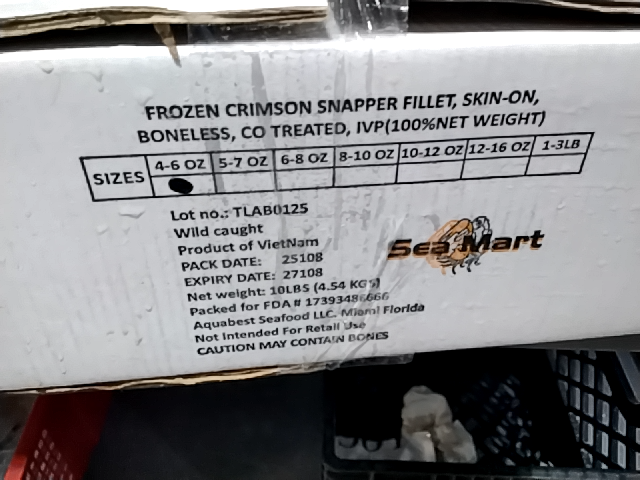 FROZEN CRIMSON SNAPPER FILLET, SKIN-ON,
BONELESS, CO TREATED, IVP(100%NET WEIGHT)
SIZES 4-6 OZ 5-7 OZ 6-8 OZ 8-10 OZ 10-12 OZ 12-16 OZ 1-3LB
Lot no.: TLAB0125
Wild caught
Product of VietNam
PACK DATE: 25108
EXPIRY DATE: 27108
Net weight: 10LBS (4.54 KGS)
Packed for FDA #
Aquabest Seafood LLC. Miami Florida
Not Intended For Retail Use
CAUTION MAY CONTAIN BONES
Sea Mart